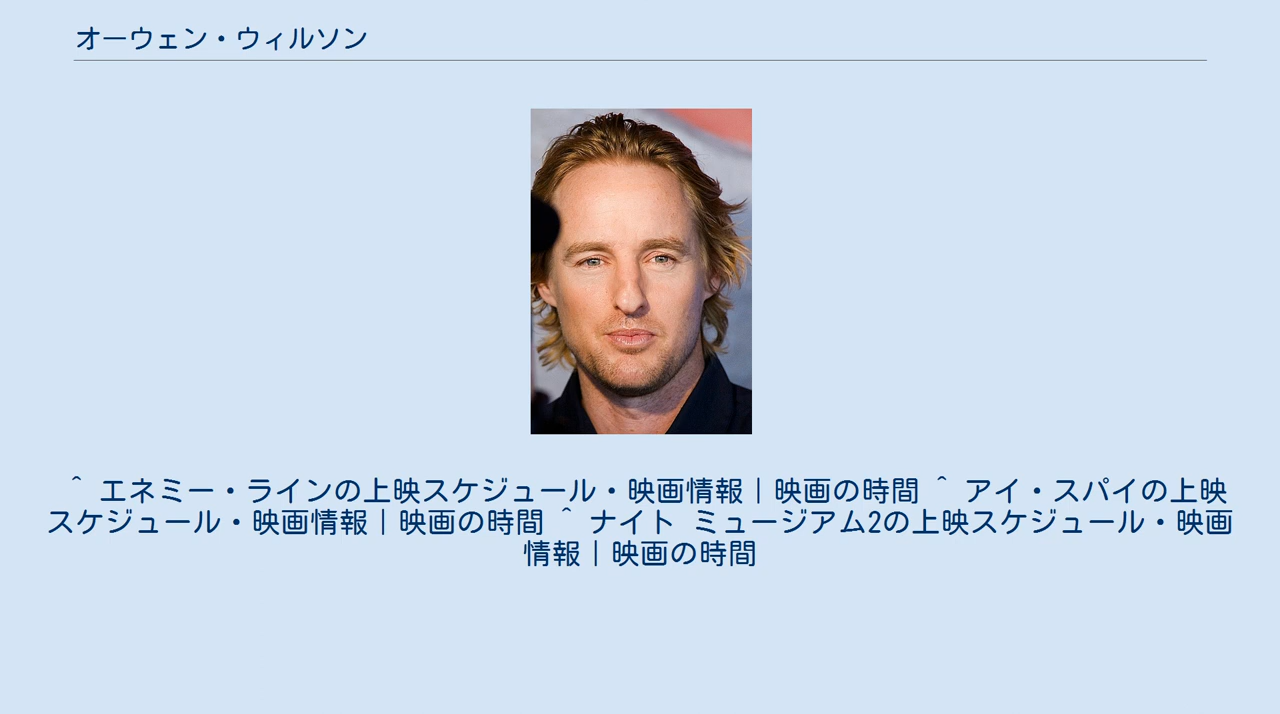 オーウェン・ウィルソン
^ エネミー・ラインの上映スケジュール・映画情報｜映画の時間 ^ アイ・スパイの上映
スケジュール・映画情報｜映画の時間 ^ ナイト ミュージアム2の上映スケジュール・映画
情報｜映画の時間